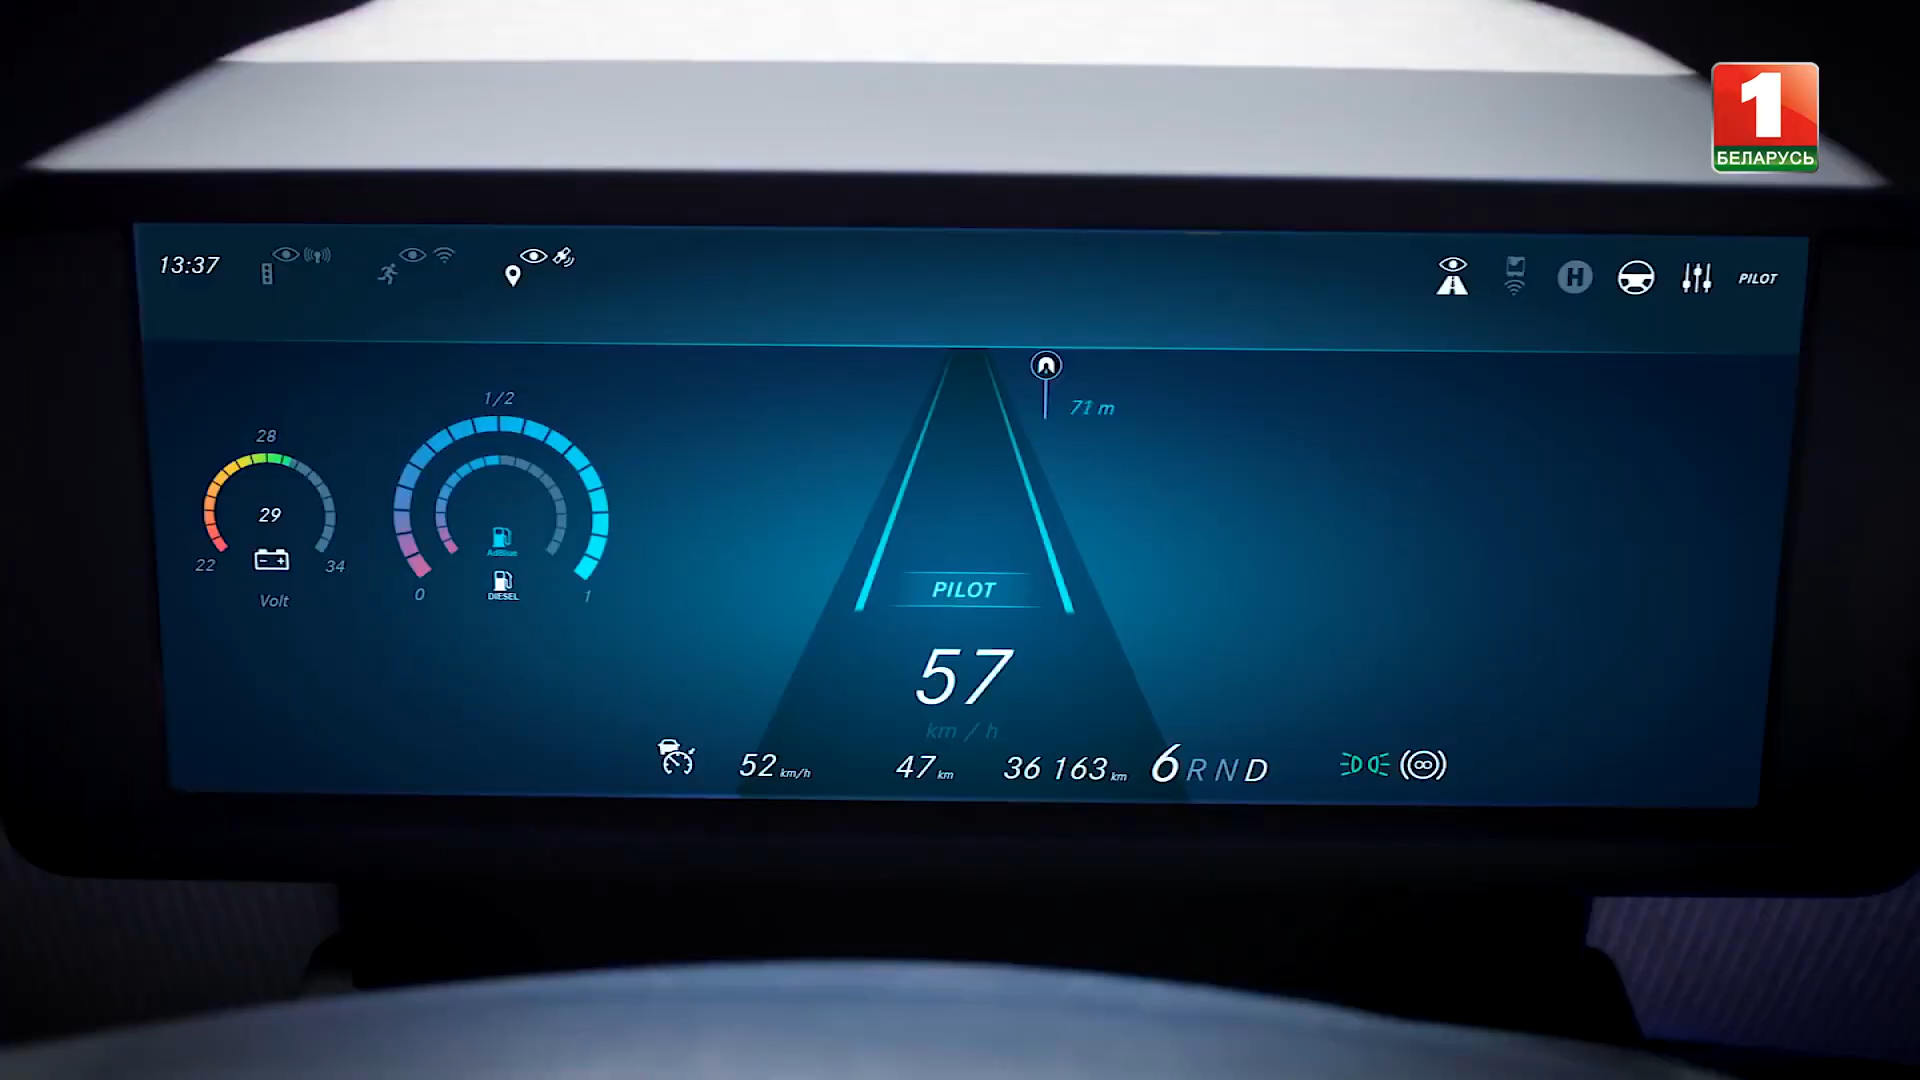 1
БЕЛАРУСЬ
13:37
H
PILOT
71 m
1/2
28
29
22
34
Volt
AdBlue
DIESEL
0
1
PILOT
57
km / h
52 km/h
47 km
36 163 km
6 R N D